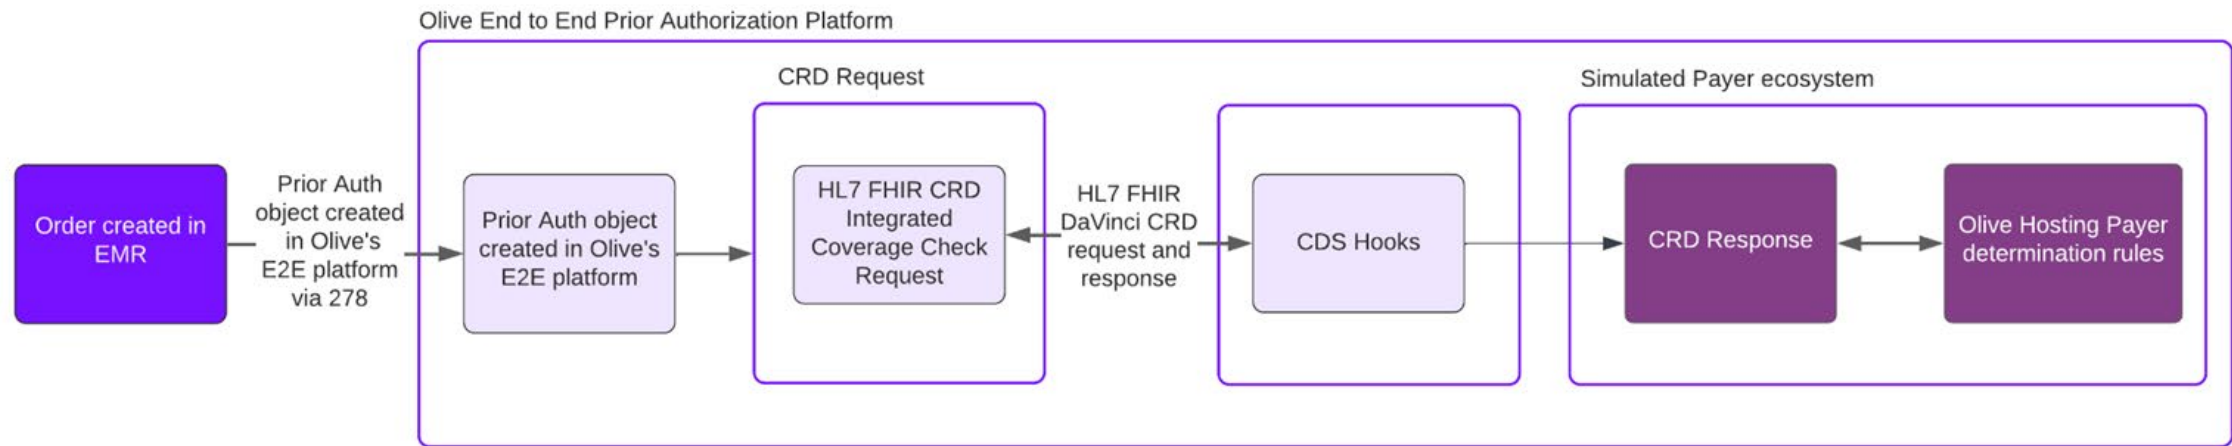 Olive End to End Prior Authorization Platform
CRD Request
Simulated Payer ecosystem
Order created in
EMR
Prior Auth
object created
in Olive's
E2E platform
via 278
Prior Auth object
created in Olive's
E2E platform
HL7 FHIR CRD
Integrated
Coverage Check
Request
HL7 FHIR
DaVinci CRD
request and
response
CDS Hooks
CRD Response
Olive Hosting Payer
determination rules